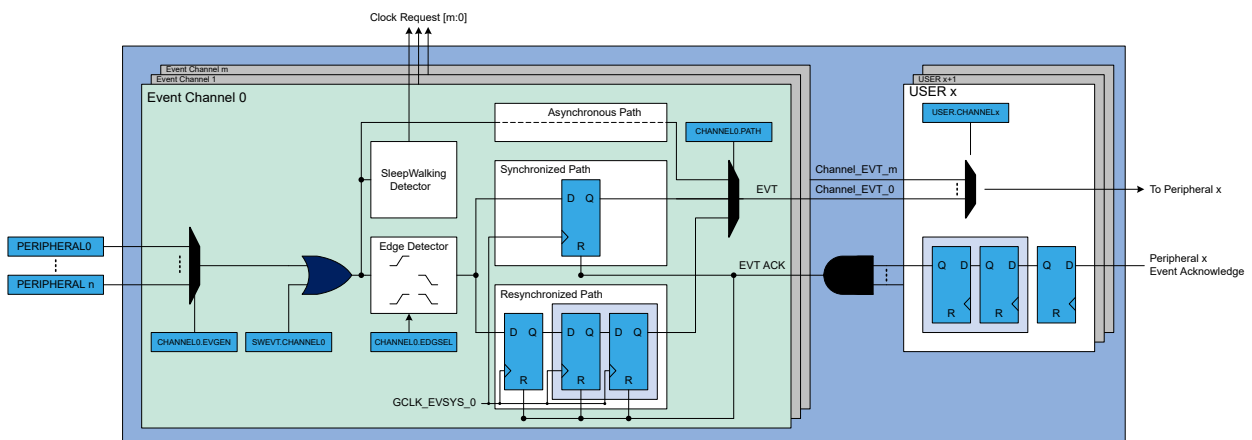 Clock Request [m:0]
Event Channel m
Event Channel 1
Event Channel 0
USER x+1
USER x
Asynchronous Path
CHANNEL0.PATH
USER.CHANNELx
SleepWalking
Detector
Synchronized Path
D Q
R
Channel_EVT_m
EVT
Channel_EVT_0
To Peripheral x
PERIPHERAL0
PERIPHERAL n
Edge Detector
EVT ACK
Q D
R
Q D
R
Q D
R
Peripheral x
Event Acknowledge
Resynchronized Path
D Q
R
D Q
R
D Q
R
CHANNEL0.EVGEN
SWEVT.CHANNEL0
CHANNEL0.EDGSEL
GCLK_EVSYS_0